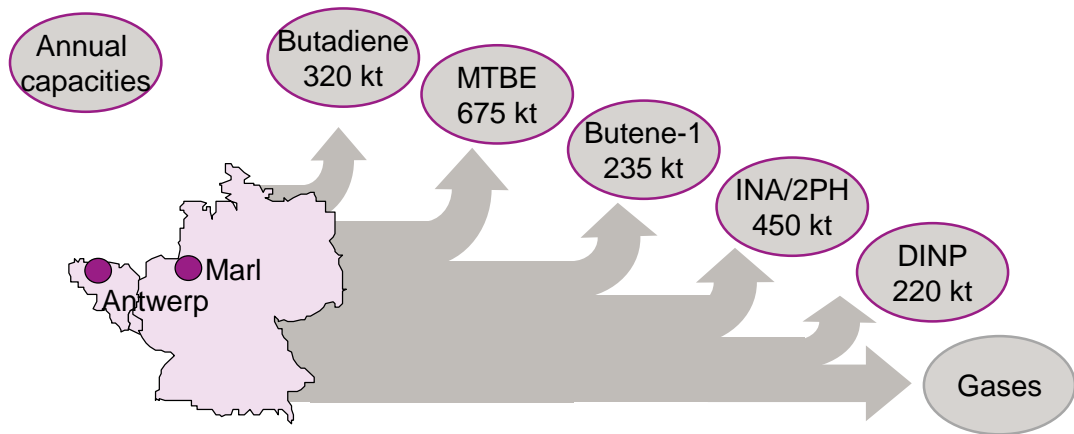 Annual
capacities
Butadiene
320 kt
MTBE
675 kt
Butene-1
235 kt
INA/2PH
450 kt
DINP
220 kt
Marl
Antwerp
Gases